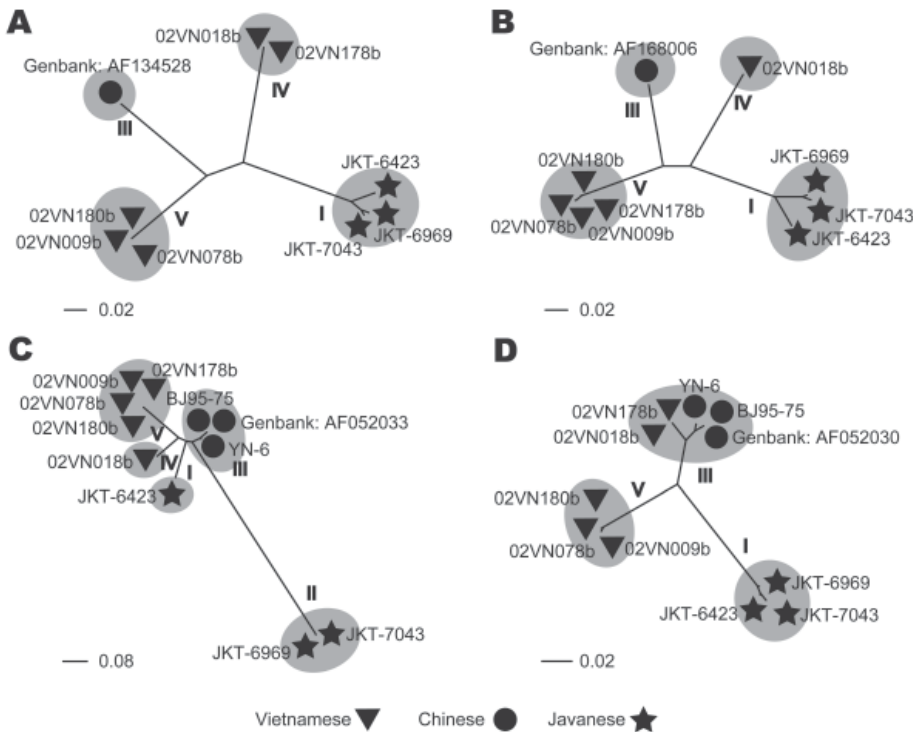 A
02VN018b
02VN178b
Genbank: AF134528
IV
III
JKT-6423
02VN180b
V
I
02VN009b
JKT-6969
JKT-7043
02VN078b
0.02
B
Genbank: AF168006
02VN018b
IV
III
JKT-6969
02VN180b
V
02VN178b
I
JKT-7043
02VN078b
02VN009b
JKT-6423
0.02
C
02VN178b
02VN009b
BJ95-75
02VN078b
Genbank: AF052033
02VN180b
V
YN-6
02VN018b
IV
I
III
JKT-6423
II
JKT-7043
JKT-6969
0.08
D
YN-6
02VN178b
BJ95-75
02VN018b
Genbank: AF052030
III
02VN180b
V
02VN078b
02VN009b
I
JKT-6969
JKT-6423
JKT-7043
0.02
Vietnamese Chinese Javanese